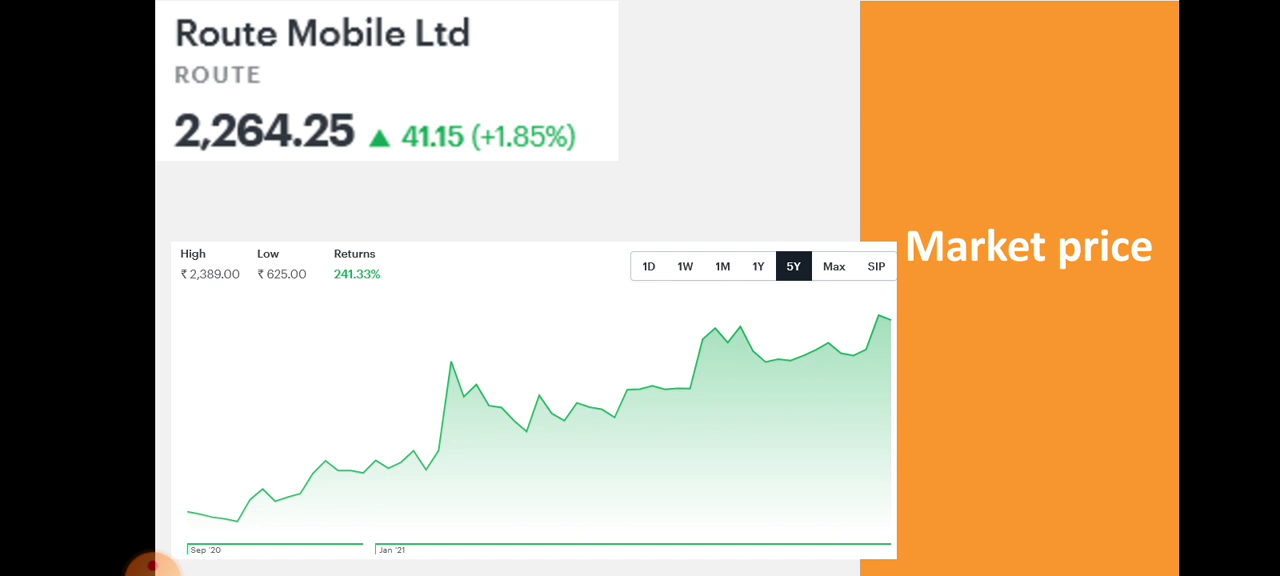 Route Mobile Ltd
ROUTE
2,264.25 ▲ 41.15 (+1.85%)
Market price
High Low Returns
₹ 2,389.00 ₹ 625.00 241.33%
1D 1W 1M 1Y 5Y Max SIP
Sep '20 Jan '21